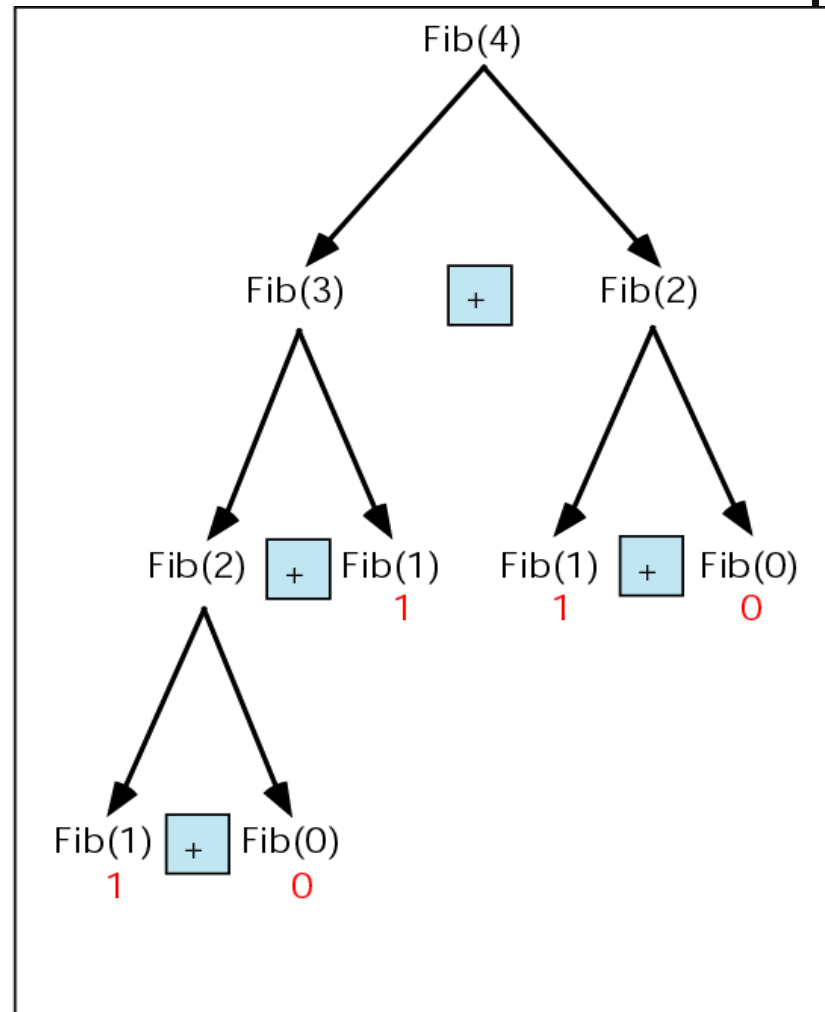 Fib(4)
Fib(3) + Fib(2)
Fib(2) + Fib(1) Fib(1) + Fib(0)
1 1 0
Fib(1) + Fib(0)
1 0